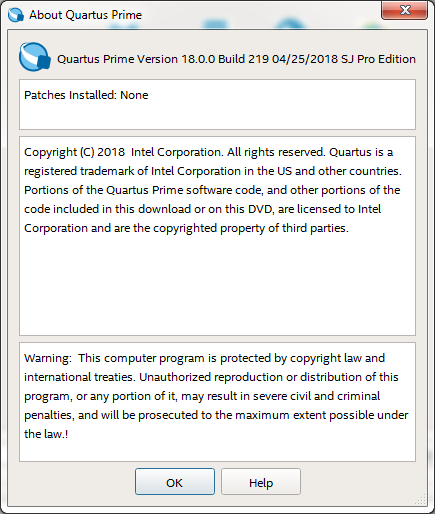 About Quartus Prime
Quartus Prime Version 18.0.0 Build 219 04/25/2018 SJ Pro Edition
Patches Installed: None
Copyright (C) 2018  Intel Corporation. All rights reserved. Quartus is a
registered trademark of Intel Corporation in the US and other countries.
Portions of the Quartus Prime software code, and other portions of the
code included in this download or on this DVD, are licensed to Intel
Corporation and are the copyrighted property of third parties.
Warning:  This computer program is protected by copyright law and
international treaties. Unauthorized reproduction or distribution of this
program, or any portion of it, may result in severe civil and criminal
penalties, and will be prosecuted to the maximum extent possible under
the law.!
OK
Help